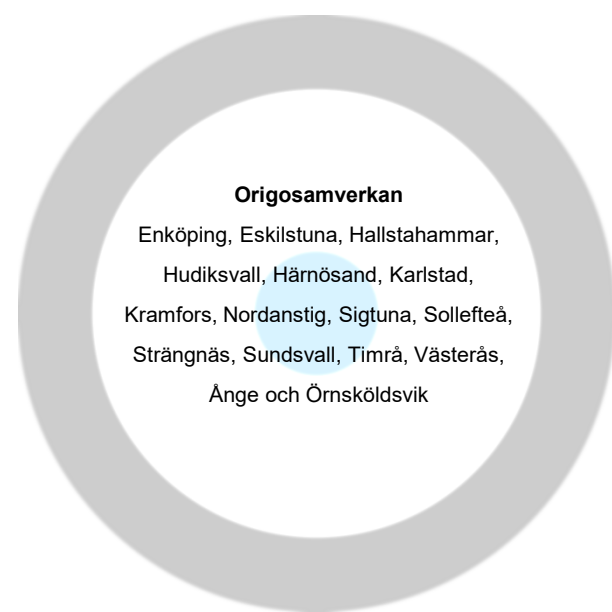 Origosamverkan
Enköping, Eskilstuna, Hallstahammar,
Hudiksvall, Härnösand, Karlstad,
Kramfors, Nordanstig, Sigtuna, Sollefteå,
Strängnäs, Sundsvall, Timrå, Västerås,
Ånge och Örnsköldsvik